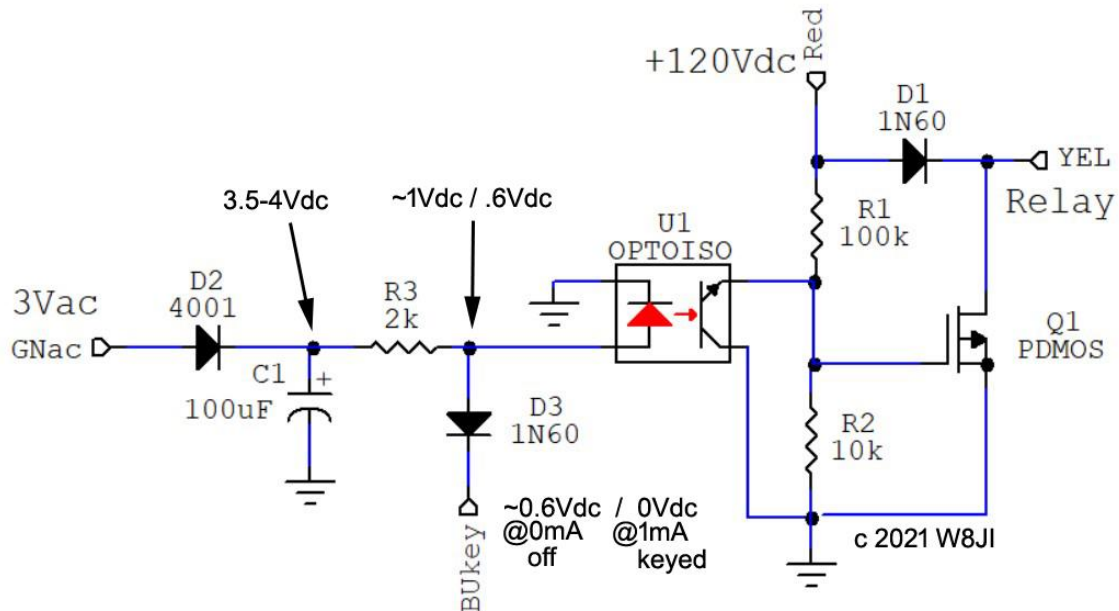 +120Vdc
Red
D1
1N60
YEL
Relay
3.5-4Vdc
~1Vdc / .6Vdc
R1
100k
U1
OPTOISO
3Vac
D2
4001
R3
2k
GNac
Q1
PDMOS
C1
+
100uF
D3
1N60
R2
10k
~0.6Vdc / 0Vdc
@0mA @1mA
off keyed
BUkey
c 2021 W8JI